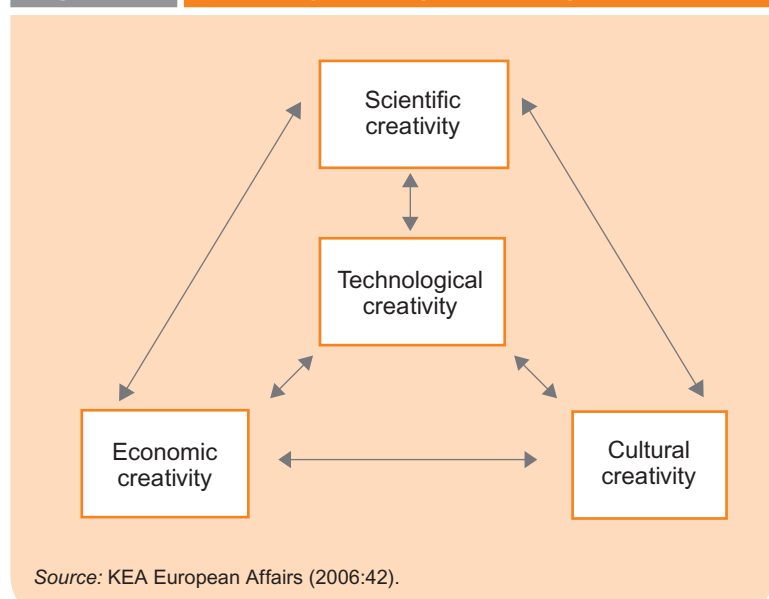 Scientific
creativity
Technological
creativity
Economic
creativity
Cultural
creativity
Source: KEA European Affairs (2006:42).